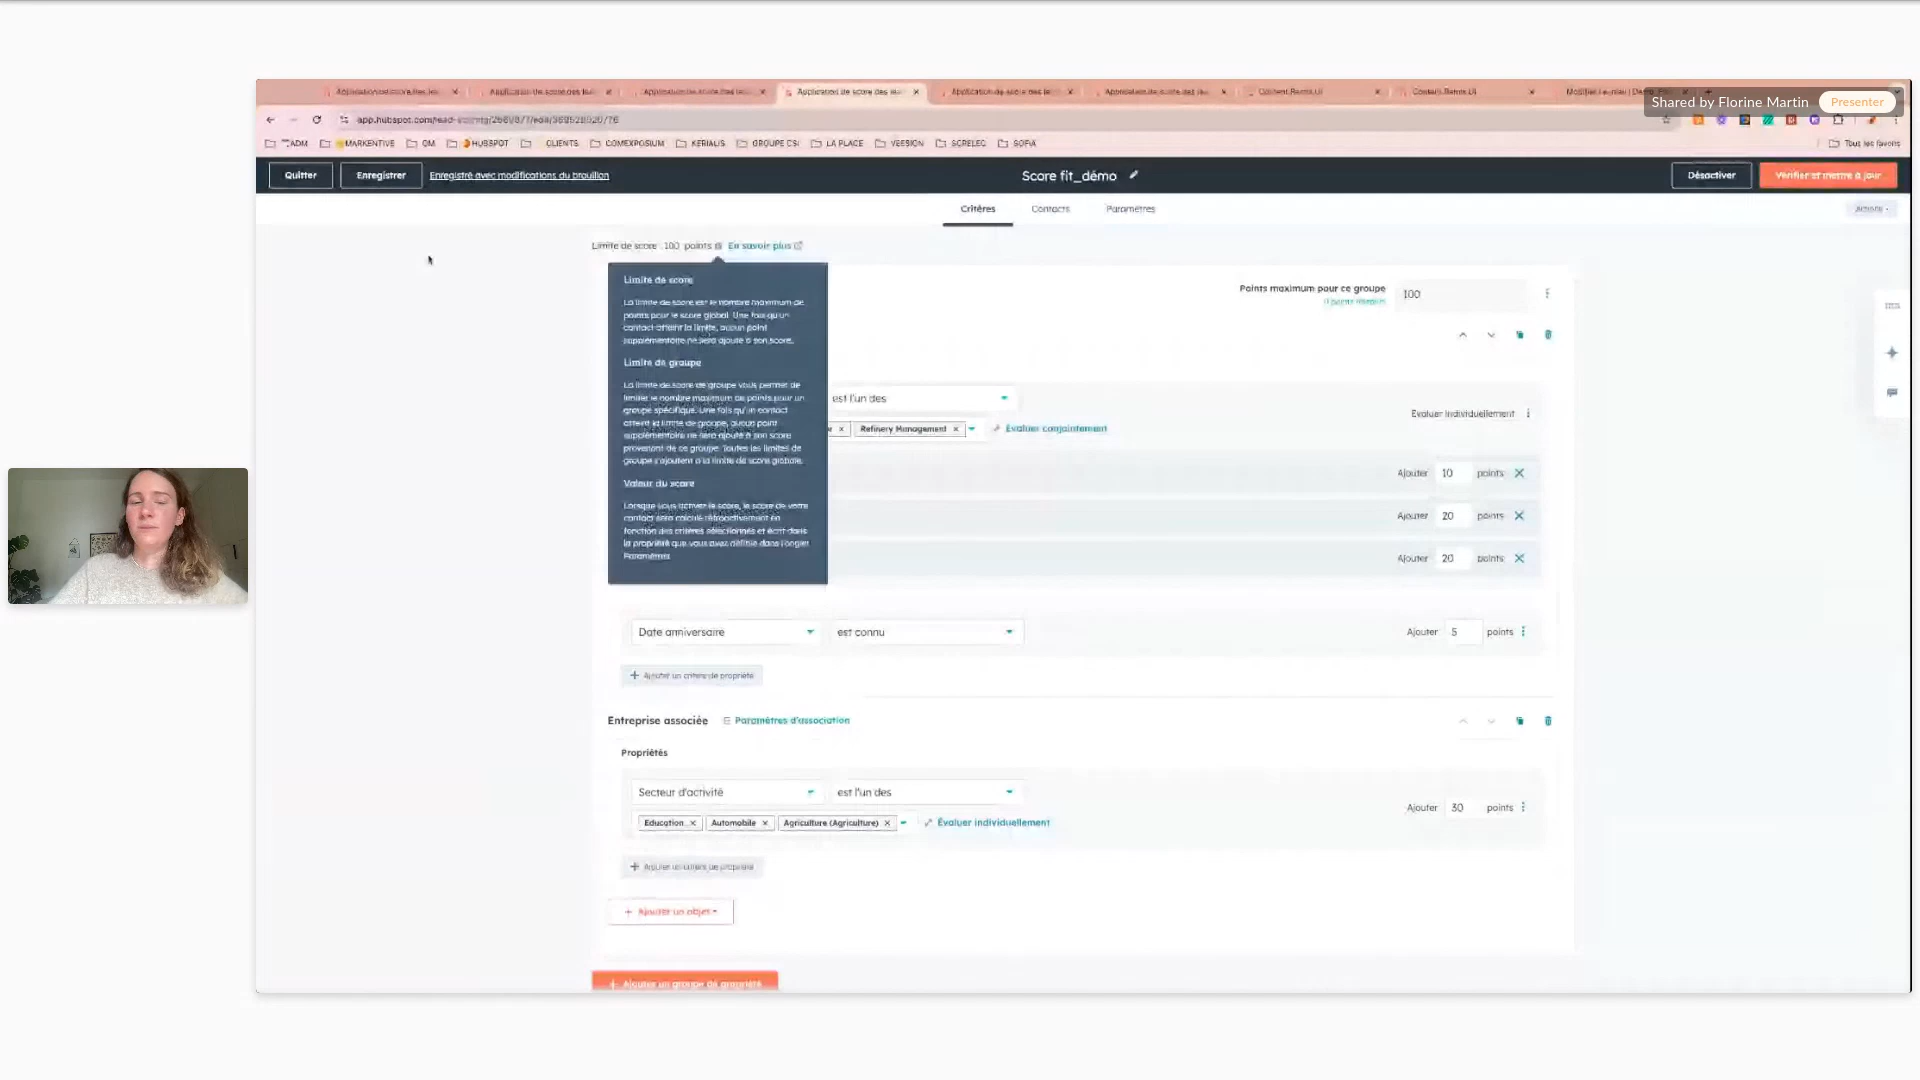 Application de score des lea
Shared by Florine Martin Presenter
ADM MARKENTIVE OM HUBSPOT CLIENTS COMEXPOSIUM KERIALIS GROUPE CSI LA PLACE VEESION SCRELEC SOFIA Tous les favoris
Quitter Enregistrer Enregistré avec modifications du brouillon Score fit_démo Désactiver Vérifier et mettre à jour
Critères Contacts Paramètres Actions
Limite de score 100 points En savoir plus
Limite de score
La limite de score est le nombre maximum de
points pour le score global. Une fois qu'un
contact atteint la limite, aucun point
supplémentaire ne sera ajouté à son score.
Limite de groupe
La limite de score de groupe vous permet de
limiter le nombre maximum de points pour un
groupe spécifique. Une fois qu'un contact
atteint la limite de groupe, aucun point
supplémentaire ne sera ajouté à son score
provenant de ce groupe. Toutes les limites de
groupe s'ajoutent à la limite de score globale.
Valeur du score
Lorsque vous activez le score, le score de votre
contact sera calculé rétroactivement en
fonction des critères sélectionnés et écrit dans
la propriété que vous avez définie dans l'onglet
Paramètres.
Points maximum pour ce groupe 100
0 points restants
est l'un des
Évaluer individuellement
Refinery Management Évaluer conjointement
Ajouter 10 points
Ajouter 20 points
Ajouter 20 points
Date anniversaire est connu Ajouter 5 points
Ajouter un critère de propriété
Entreprise associée Paramètres d'association
Propriétés
Secteur d'activité est l'un des
Ajouter 30 points
Education Automobile Agriculture (Agriculture) Évaluer individuellement
Ajouter un critère de propriété
Ajouter un objet
Ajouter un groupe de propriété